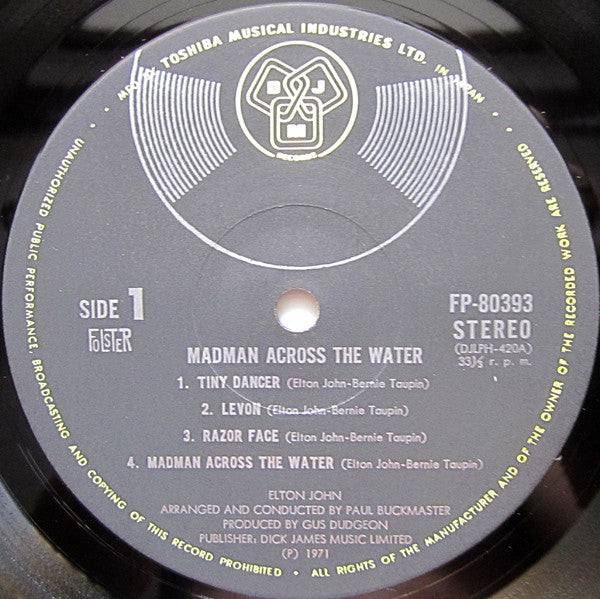 MFD. BY TOSHIBA MUSICAL INDUSTRIES LTD. IN JAPAN
D J
M
RECORDS
SIDE 1
FOLSTER
FP-80393
STEREO
(DJLPH-420A)
33⅓ r. p. m.
MADMAN ACROSS THE WATER
1. TINY DANCER (Elton John-Bernie Taupin)
2. LEVON (Elton John-Bernie Taupin)
3. RAZOR FACE (Elton John-Bernie Taupin)
4. MADMAN ACROSS THE WATER (Elton John-Bernie Taupin)
ELTON JOHN
ARRANGED AND CONDUCTED BY PAUL BUCKMASTER
PRODUCED BY GUS DUDGEON
PUBLISHER: DICK JAMES MUSIC LIMITED
(P) 1971
• ALL RIGHTS OF THE MANUFACTURER AND OF THE OWNER OF THE RECORDED WORK ARE RESERVED •
UNAUTHORIZED PUBLIC PERFORMANCE, BROADCASTING AND COPYING OF THIS RECORD PROHIBITED